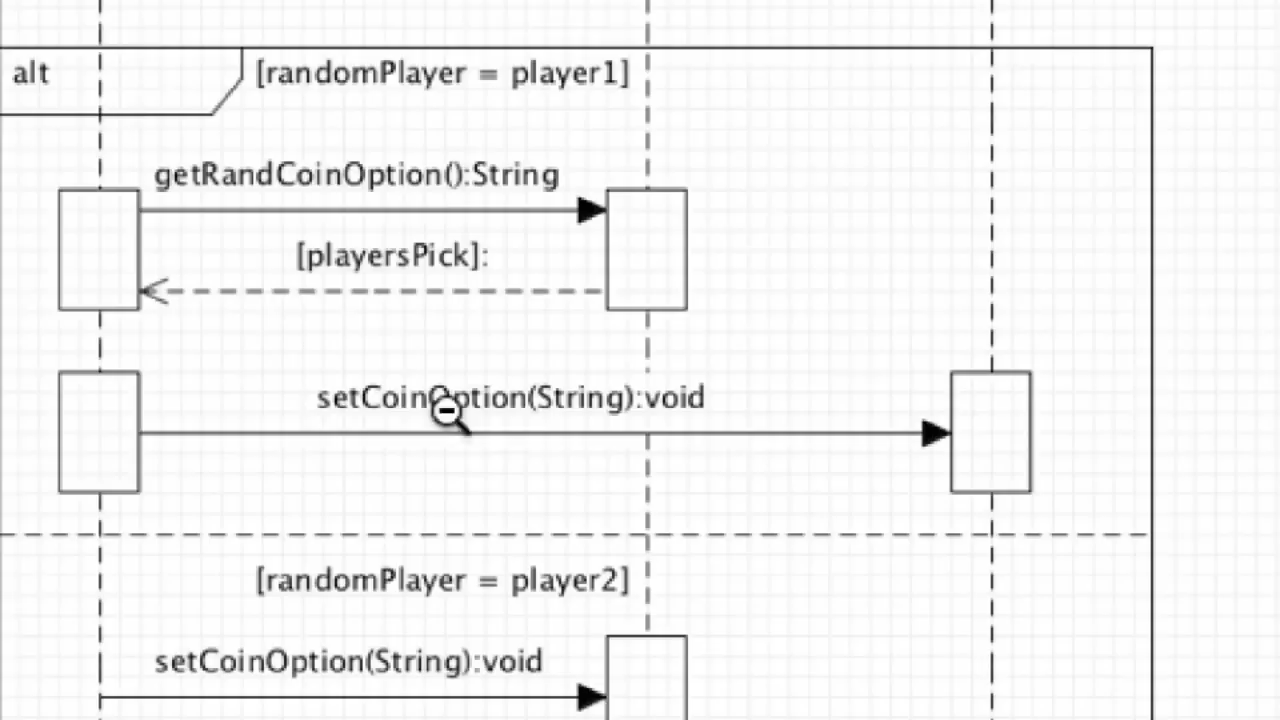 alt
[randomPlayer = player1]
getRandCoinOption():String
[playersPick]:
setCoinOption(String):void
[randomPlayer = player2]
setCoinOption(String):void